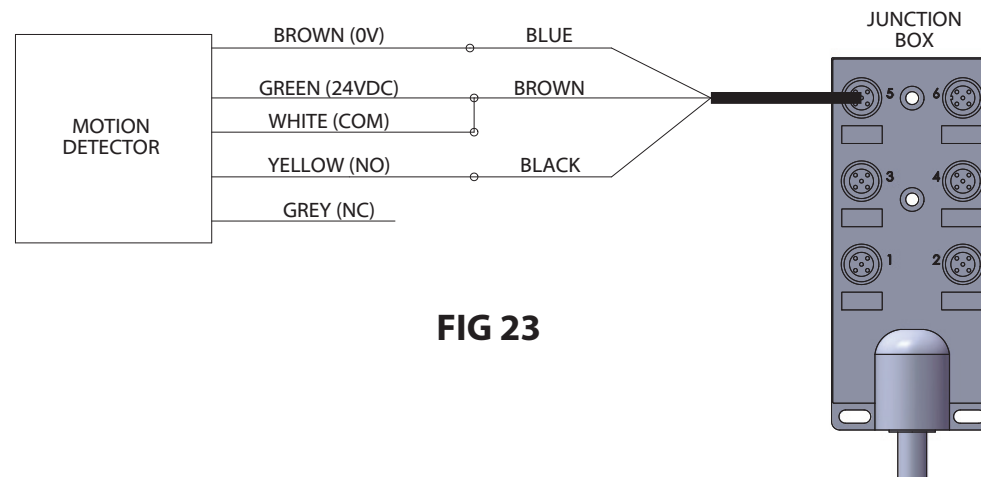 JUNCTION
BOX
BROWN (0V) BLUE
GREEN (24VDC) BROWN
MOTION
DETECTOR
WHITE (COM)
YELLOW (NO) BLACK
GREY (NC)
5 6
3 4
1 2
FIG 23